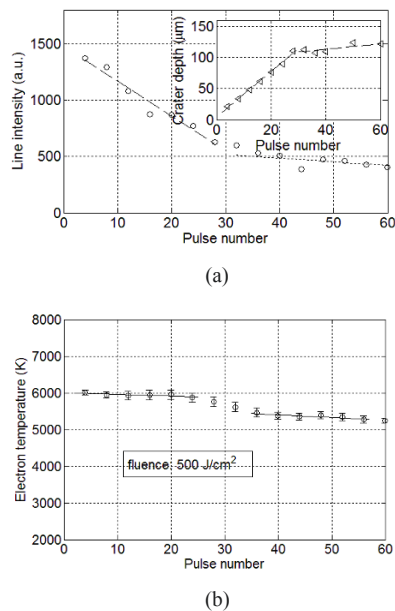 1500
1000
500
0
0 10 20 30 40 50 60
Line intensity (a.u.)
Pulse number
150
100
50
0
0 20 40 60
Crater depth (µm)
Pulse number
(a)
8000
7000
6000
5000
4000
3000
2000
0 10 20 30 40 50 60
Electron temperature (K)
fluence: 500 J/cm²
Pulse number
(b)